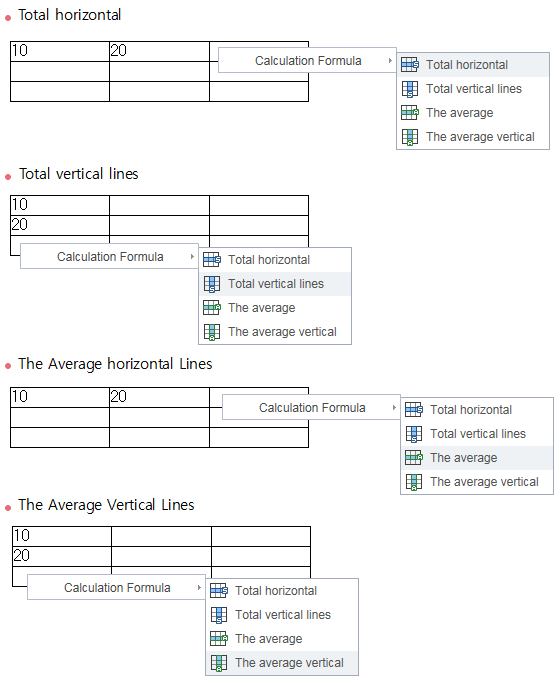 Total horizontal
10 20
Calculation Formula
Total horizontal
Total vertical lines
The average
The average vertical
Total vertical lines
10
20
Calculation Formula
Total horizontal
Total vertical lines
The average
The average vertical
The Average horizontal Lines
10 20
Calculation Formula
Total horizontal
Total vertical lines
The average
The average vertical
The Average Vertical Lines
10
20
Calculation Formula
Total horizontal
Total vertical lines
The average
The average vertical